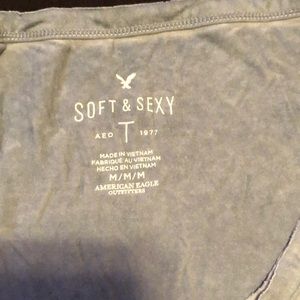 SOFT & SEXY
AEO T 1977
MADE IN VIETNAM
FABRIQUÉ AU VIETNAM
HECHO EN VIETNAM
M/M/M
AMERICAN EAGLE
OUTFITTERS